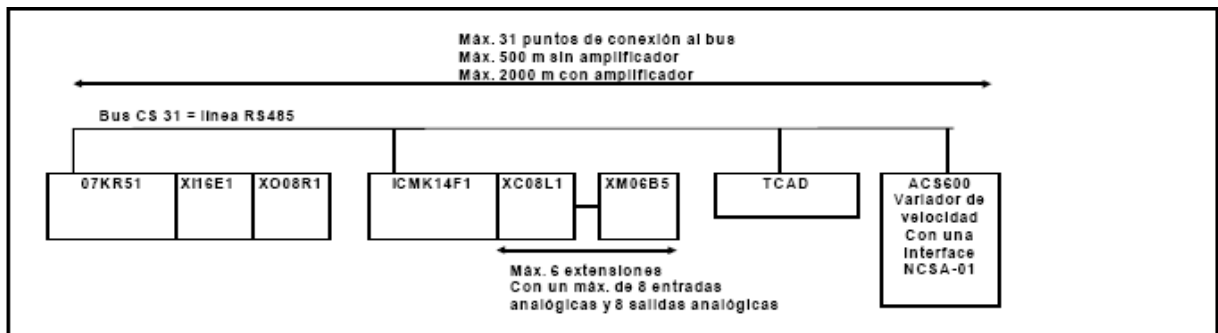 Máx. 31 puntos de conexión al bus
Máx. 500 m sin amplificador
Máx. 2000 m con amplificador
Bus CS 31 = línea RS485
07KR51
XI16E1
XO08R1
ICMK14F1
XC08L1
XM06B5
TCAD
ACS600
Variador de
velocidad
Con una
Interface
NCSA-01
Máx. 6 extensiones
Con un máx. de 8 entradas
analógicas y 8 salidas analógicas